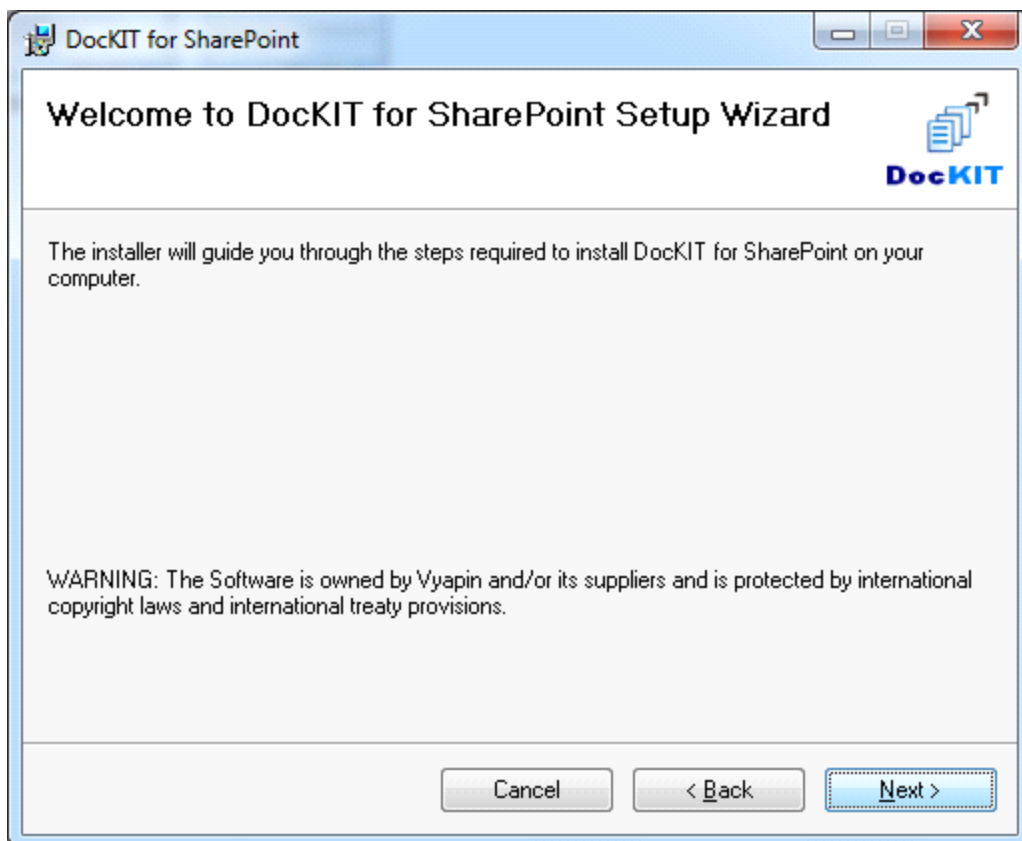 DocKIT for SharePoint
Welcome to DocKIT for SharePoint Setup Wizard
DocKIT
The installer will guide you through the steps required to install DocKIT for SharePoint on your
computer.
WARNING: The Software is owned by Vyapin and/or its suppliers and is protected by international
copyright laws and international treaty provisions.
Cancel
< Back
Next >